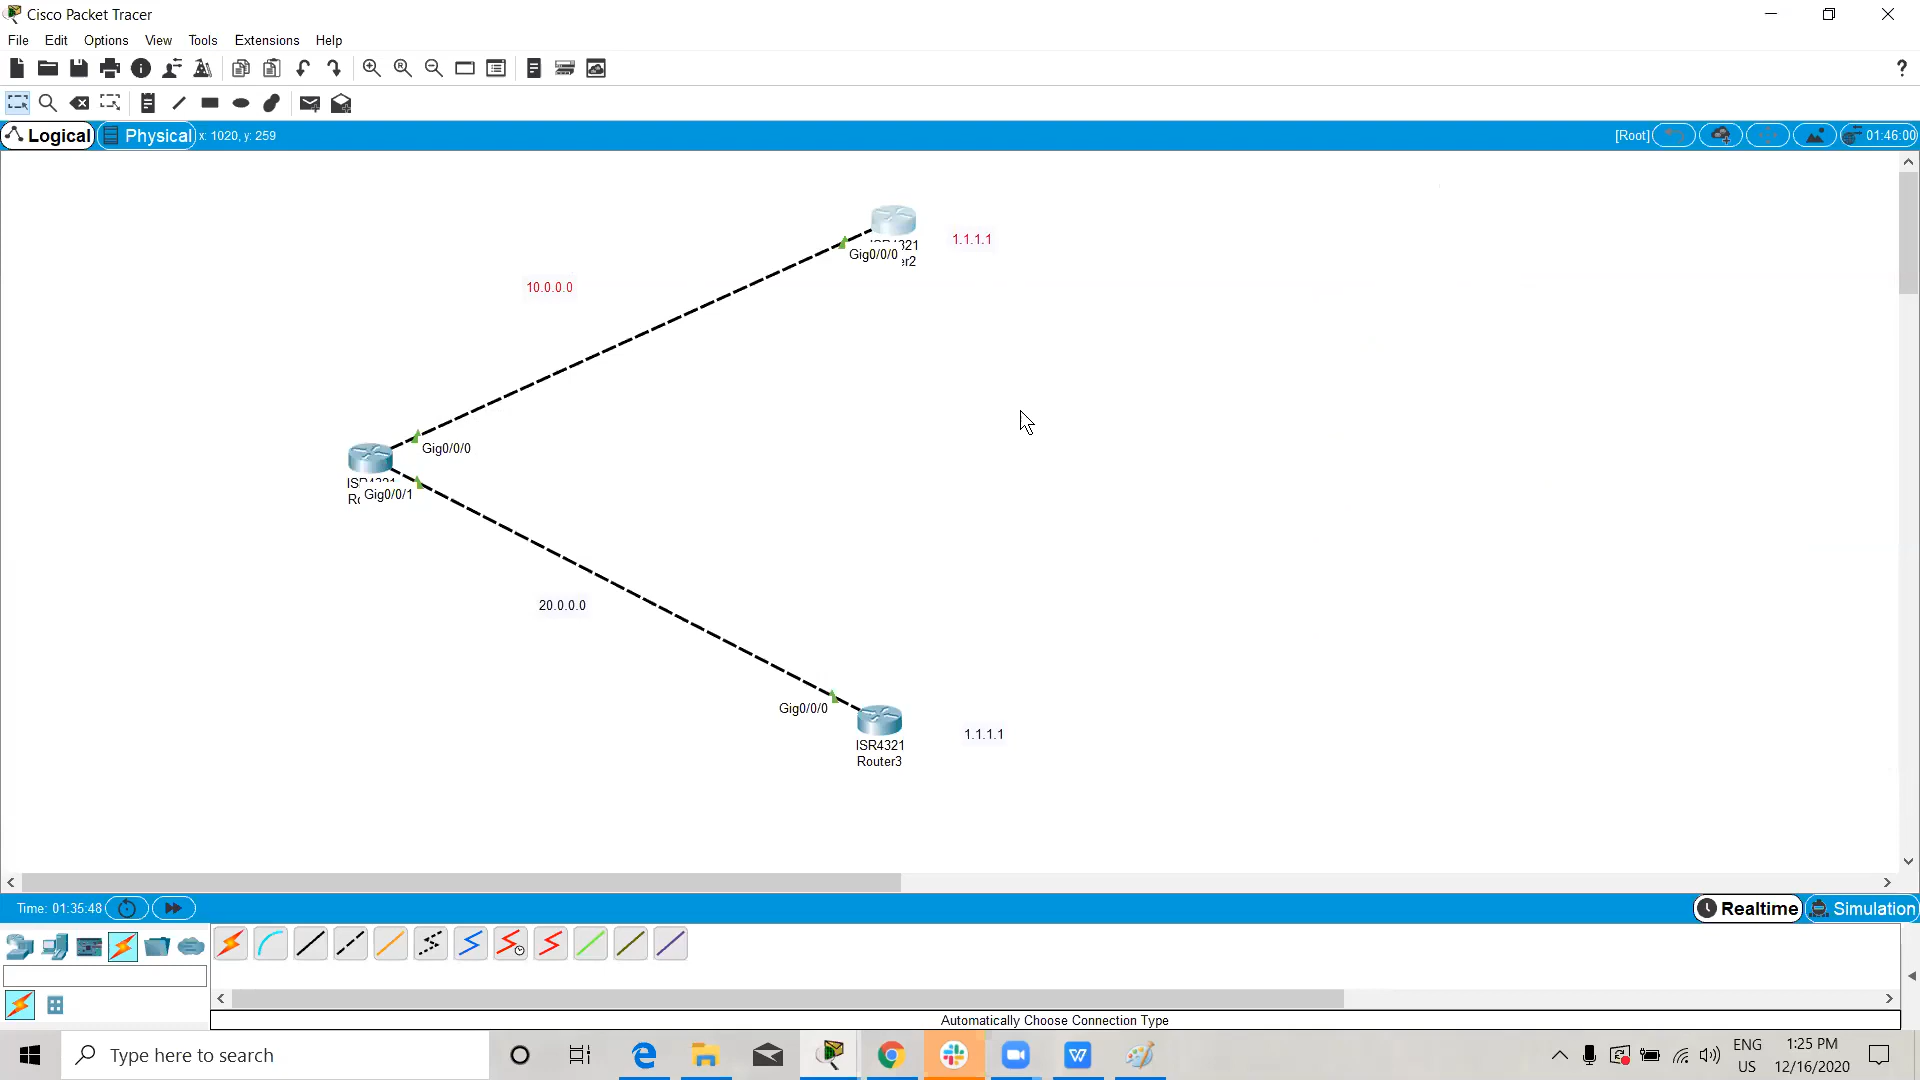 Cisco Packet Tracer
File Edit Options View Tools Extensions Help
?
Logical Physical x: 1020, y: 259 [Root] 01:46:00
1.1.1.1
Gig0/0/0
10.0.0.0
Gig0/0/0
Gig0/0/1
20.0.0.0
Gig0/0/0
ISR4321
Router3
1.1.1.1
Time: 01:35:48 Realtime Simulation
Automatically Choose Connection Type
Type here to search
ENG
US
1:25 PM
12/16/2020